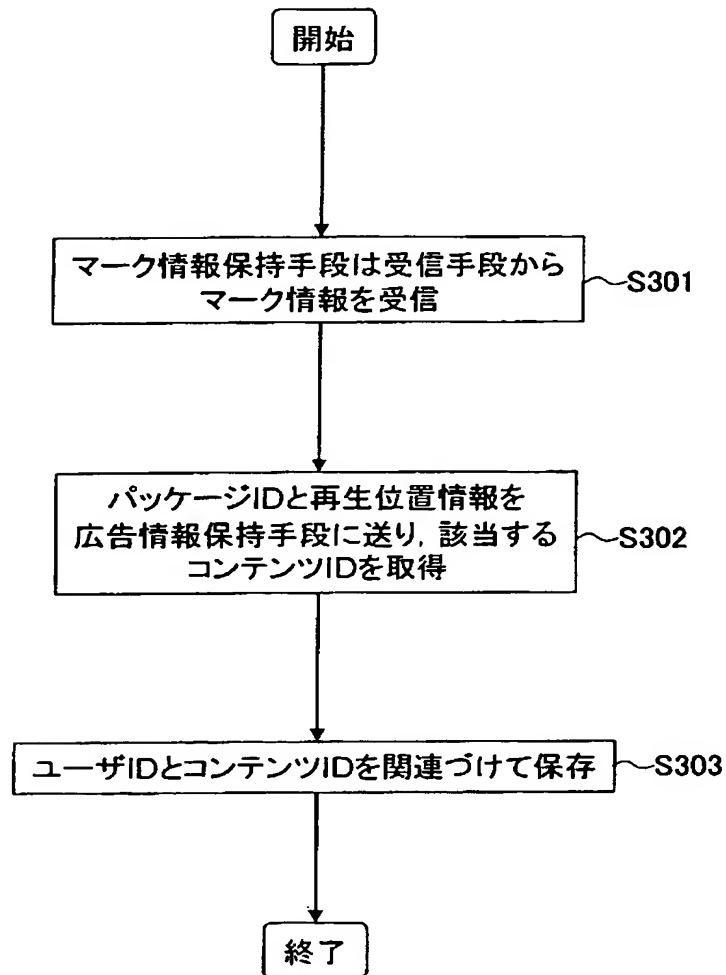 開始
マーク情報保持手段は受信手段から
マーク情報を受信
S301
パッケージIDと再生位置情報を
広告情報保持手段に送り，該当する
コンテンツIDを取得
S302
ユーザIDとコンテンツIDを関連づけて保存
S303
終了